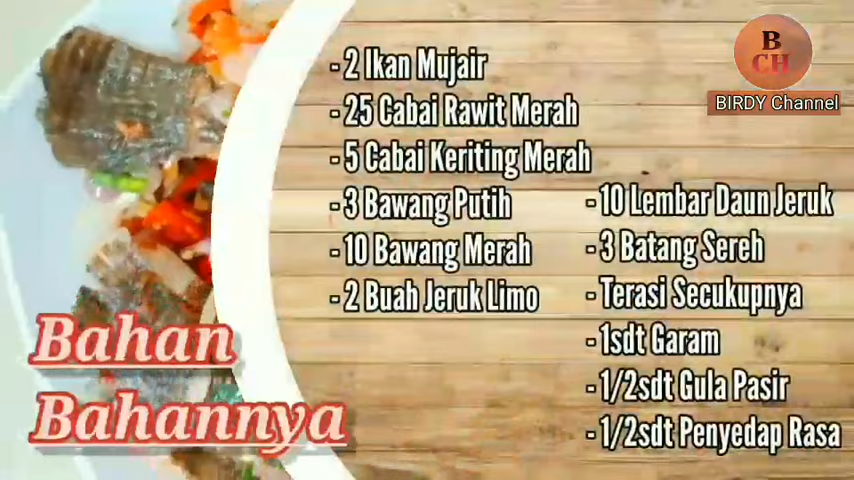 B
CH
BIRDY Channel
- 2 Ikan Mujair
- 25 Cabai Rawit Merah
- 5 Cabai Keriting Merah
- 3 Bawang Putih
- 10 Bawang Merah
- 2 Buah Jeruk Limo
- 10 Lembar Daun Jeruk
- 3 Batang Sereh
- Terasi Secukupnya
- 1sdt Garam
- 1/2sdt Gula Pasir
- 1/2sdt Penyedap Rasa
Bahan
Bahannya